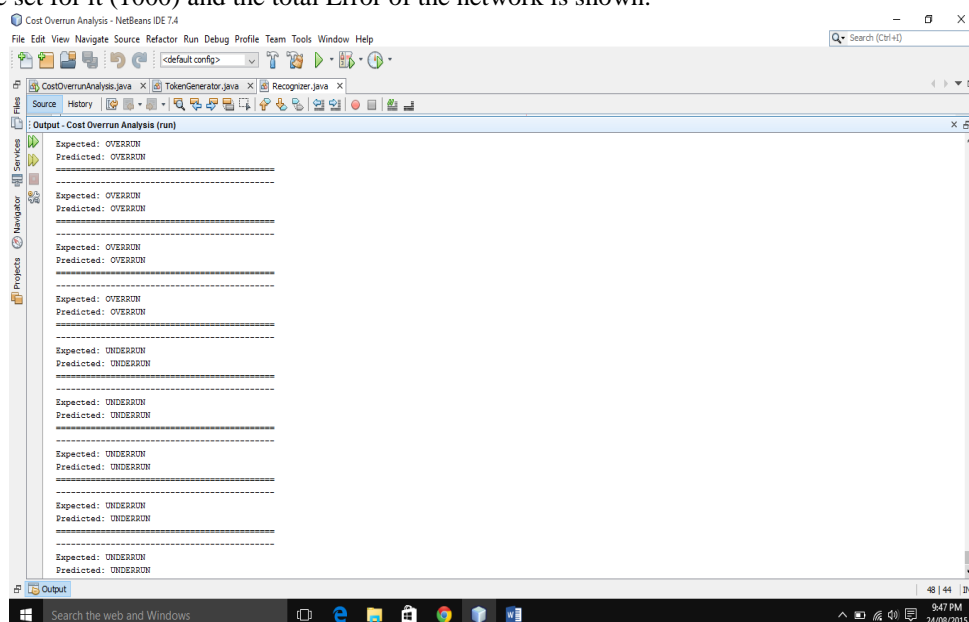 e set for it (1000) and the total Error of the network is shown.
Cost Overrun Analysis - NetBeans IDE 7.4
File Edit View Navigate Source Refactor Run Debug Profile Team Tools Window Help
Search (Ctrl+I)
<default config>
CostOverrunAnalysis.java TokenGenerator.java Recognizer.java
Source History
Output - Cost Overrun Analysis (run)
Files
Services
Navigator
Projects
Expected: OVERRUN
Predicted: OVERRUN
==========================================
------------------------------------------
Expected: OVERRUN
Predicted: OVERRUN
==========================================
------------------------------------------
Expected: OVERRUN
Predicted: OVERRUN
==========================================
------------------------------------------
Expected: OVERRUN
Predicted: OVERRUN
==========================================
------------------------------------------
Expected: UNDERRUN
Predicted: UNDERRUN
==========================================
------------------------------------------
Expected: UNDERRUN
Predicted: UNDERRUN
==========================================
------------------------------------------
Expected: UNDERRUN
Predicted: UNDERRUN
==========================================
------------------------------------------
Expected: UNDERRUN
Predicted: UNDERRUN
==========================================
------------------------------------------
Expected: UNDERRUN
Predicted: UNDERRUN
Output
48 | 44
Search the web and Windows
9:47 PM
24/08/2015